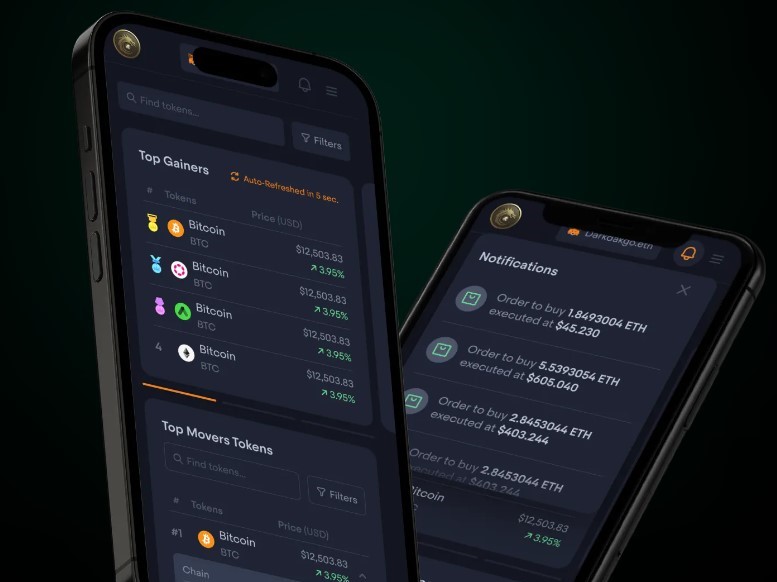 Find tokens...
Filters
Top Gainers
Auto-Refreshed in 5 sec.
# Tokens Price (USD)
Bitcoin $12,503.83
BTC 3.95%
Bitcoin $12,503.83
BTC 3.95%
Bitcoin $12,503.83
BTC 3.95%
4 Bitcoin $12,503.83
BTC 3.95%
Top Movers Tokens
Find tokens...
Filters
# Tokens Price (USD)
#1 Bitcoin $12,503.83
BTC 3.95%
Chain
Notifications
Order to buy 1.8493004 ETH
executed at $45.230
Order to buy 5.5393054 ETH
executed at $605.040
Order to buy 2.8453044 ETH
executed at $403.244
Order to buy 2.8453044 ETH
executed at $403.244
$12,503.83
3.95%